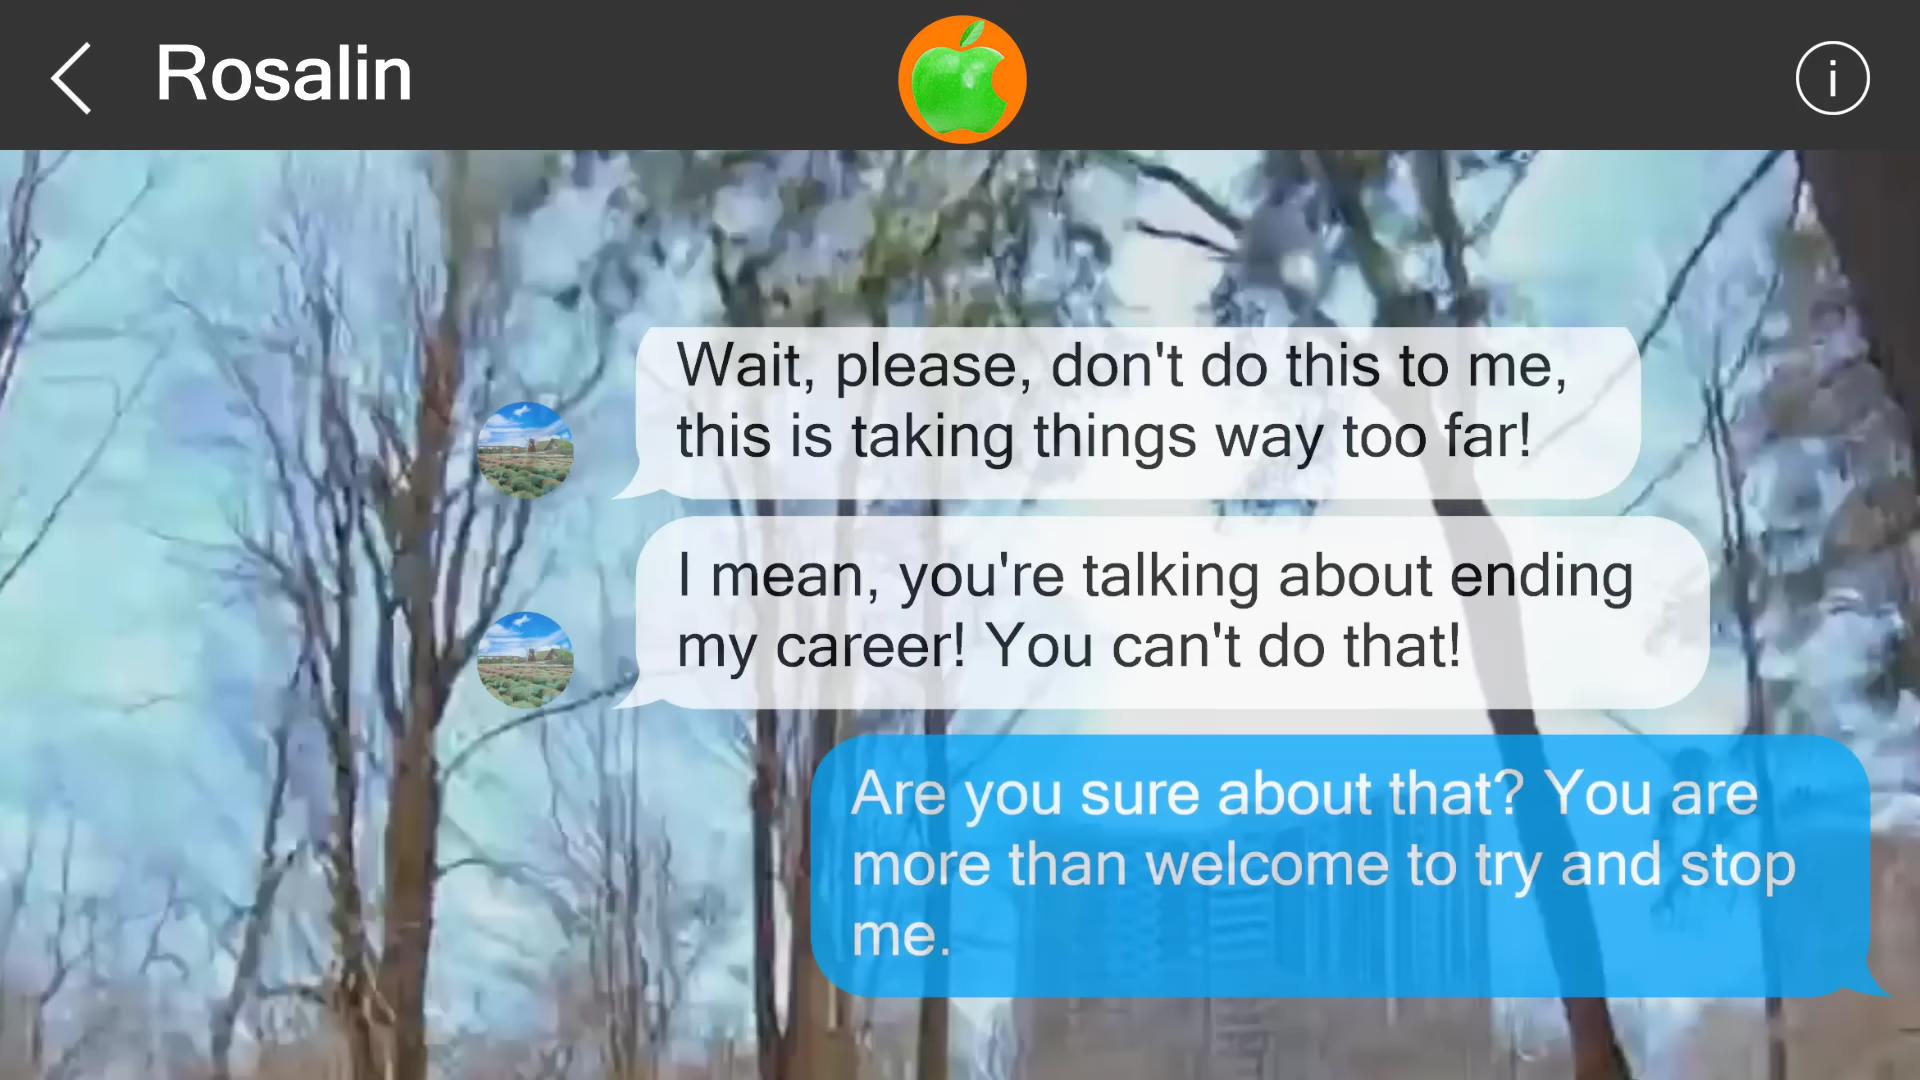 Rosalin
Wait, please, don't do this to me,
this is taking things way too far!
I mean, you're talking about ending
my career! You can't do that!
Are you sure about that? You are
more than welcome to try and stop
me.